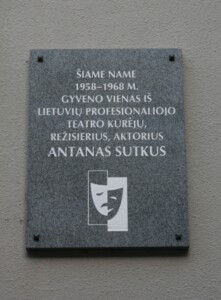 ŠIAME NAME
1958–1968 M.
GYVENO VIENAS IŠ
LIETUVIŲ PROFESIONALIOJO
TEATRO KŪRĖJŲ,
REŽISIERIUS, AKTORIUS
ANTANAS SUTKUS